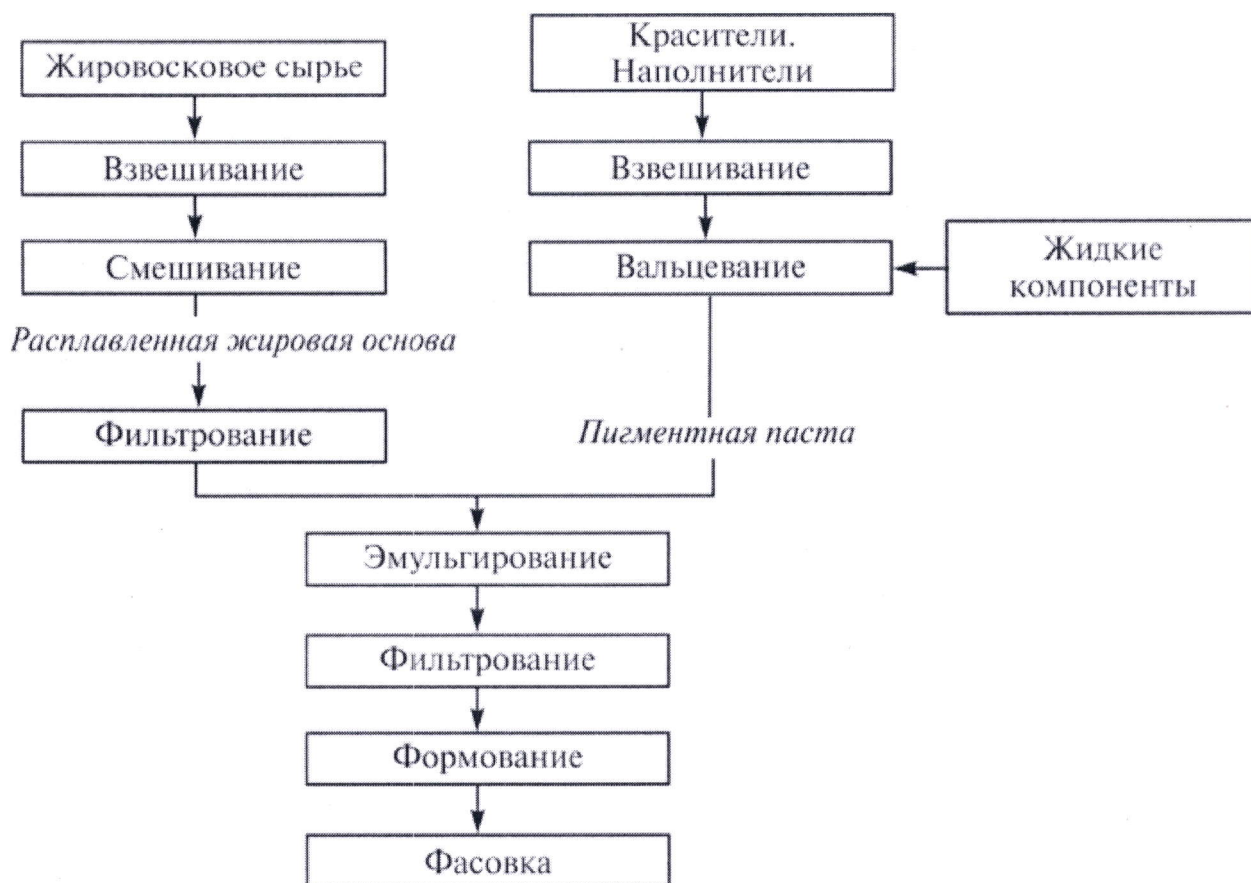 Жировосковое сырье
Красители.
Наполнители
Взвешивание
Взвешивание
Смешивание
Вальцевание
Жидкие
компоненты
Расплавленная жировая основа
Фильтрование
Пигментная паста
Эмульгирование
Фильтрование
Формование
Фасовка